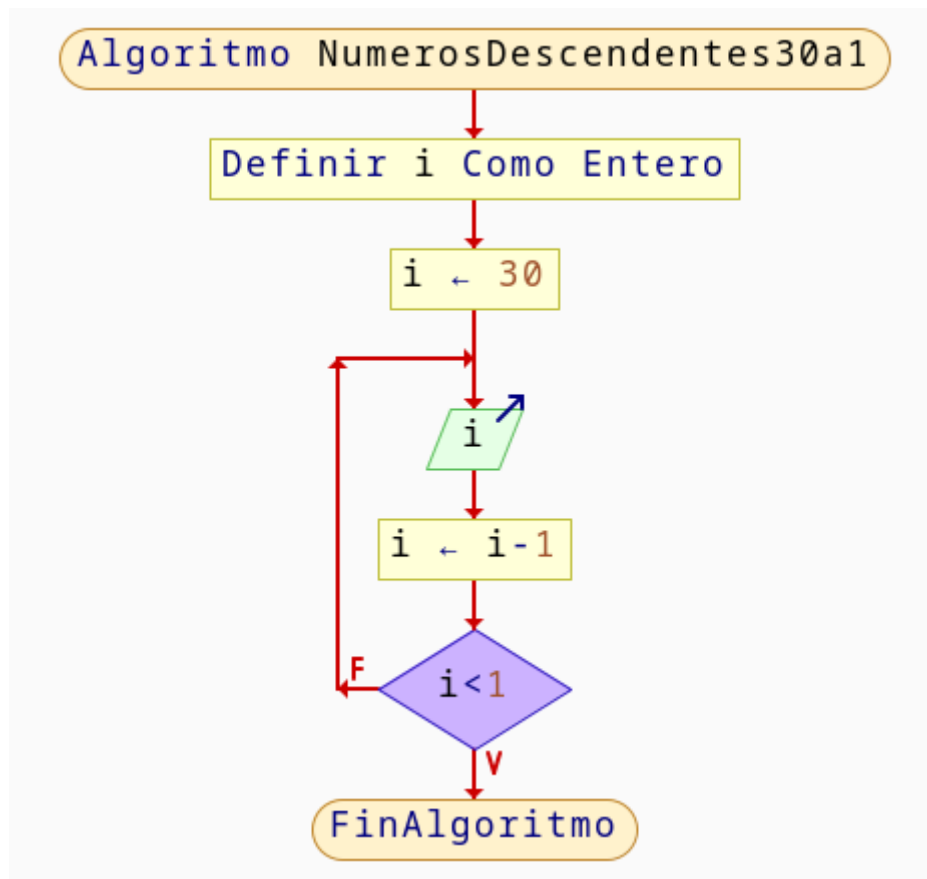 Algoritmo NumerosDescendentes30a1
Definir i Como Entero
i ← 30
i
i ← i-1
F
i<1
V
FinAlgoritmo